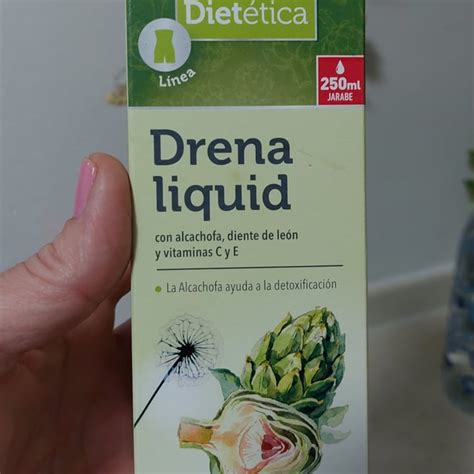 Dietética
Línea
250ml
JARABE
Drena
liquid
con alcachofa, diente de león
y vitaminas C y E
La Alcachofa ayuda a la detoxificación